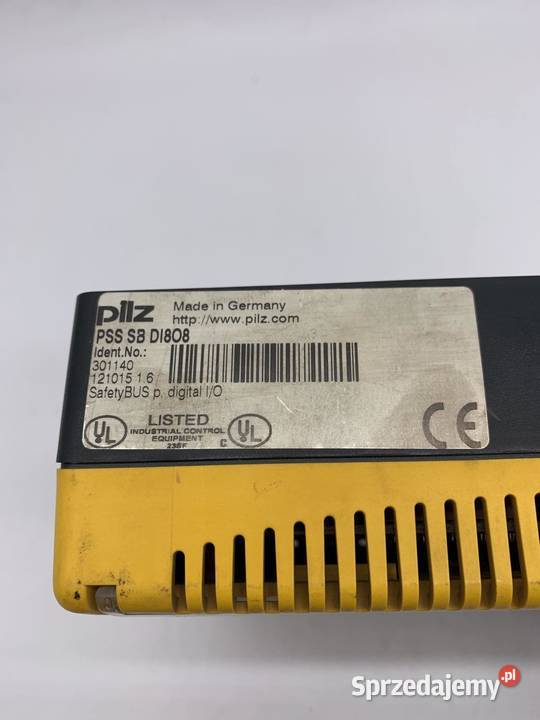 pilz
Made in Germany
http://www.pilz.com
PSS SB DI8O8
Ident.No.:
301140
121015 1.6
SafetyBUS p, digital I/O
UL
LISTED
INDUSTRIAL CONTROL
EQUIPMENT
23BF
C UL
CE
Sprzedajemy.pl